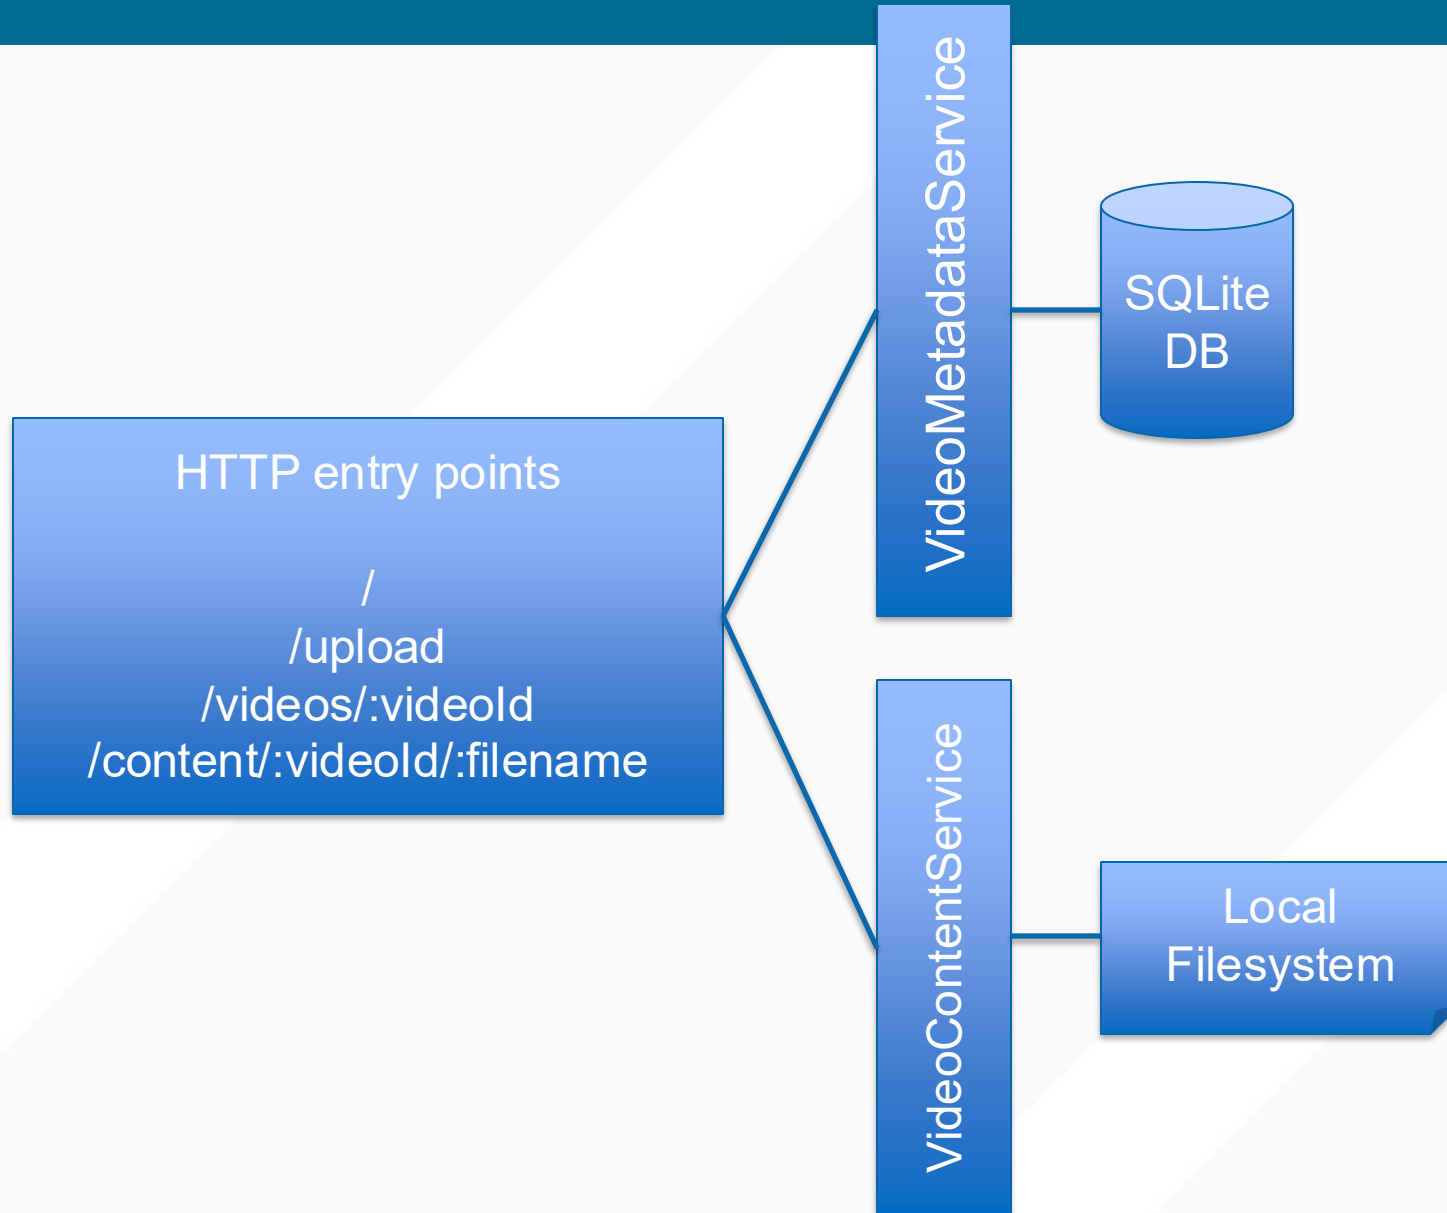 HTTP entry points
/
/upload
/videos/:videoId
/content/:videoId/:filename
VideoMetadataService
SQLite
DB
VideoContentService
Local
Filesystem